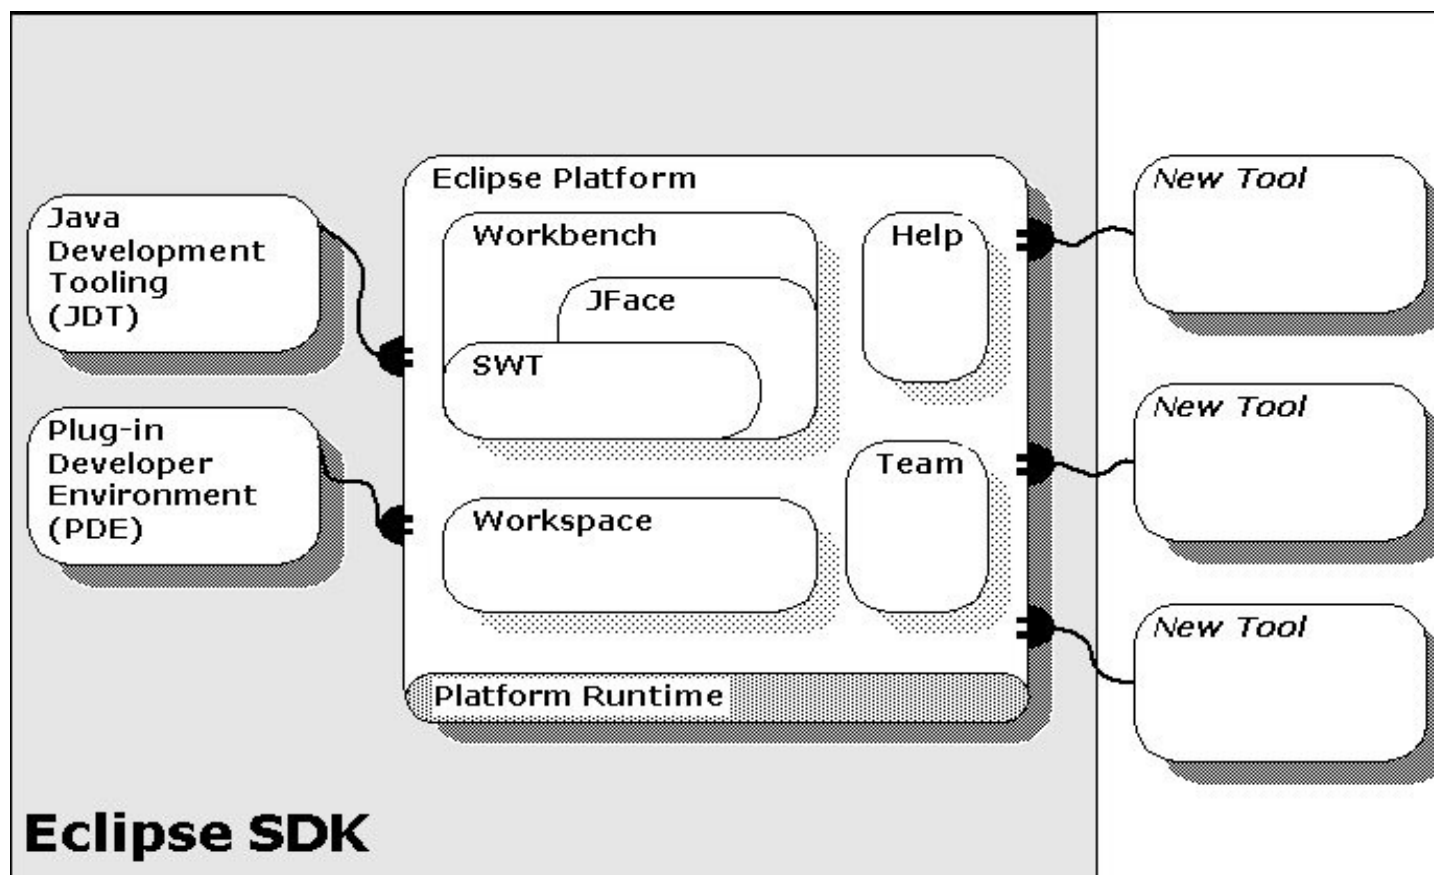 Java
Development
Tooling
(JDT)
Plug-in
Developer
Environment
(PDE)
Eclipse Platform
Workbench
JFace
SWT
Workspace
Help
Team
Platform Runtime
New Tool
New Tool
New Tool
Eclipse SDK